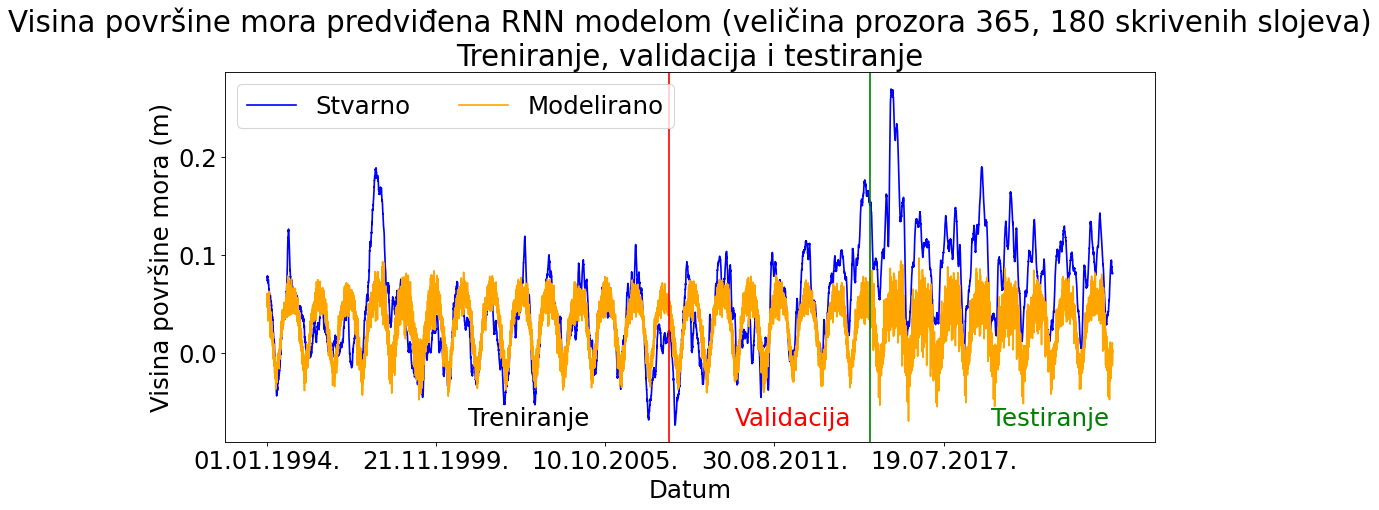 Visina površine mora predviđena RNN modelom (veličina prozora 365, 180 skrivenih slojeva)
Treniranje, validacija i testiranje
Stvarno Modelirano
Visina površine mora (m)
0.2
0.1
0.0
Treniranje Validacija Testiranje
01.01.1994. 21.11.1999. 10.10.2005. 30.08.2011. 19.07.2017.
Datum